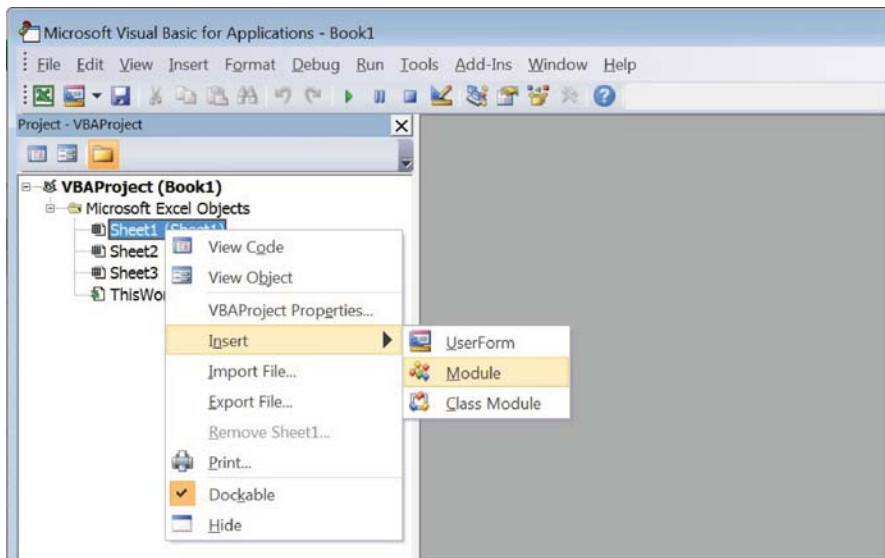 Microsoft Visual Basic for Applications - Book1
File Edit View Insert Format Debug Run Tools Add-Ins Window Help
Project - VBAProject
VBAProject (Book1)
Microsoft Excel Objects
Sheet1 (Sheet1)
Sheet2
Sheet3
ThisWo
View Code
View Object
VBAProject Properties...
Insert
Import File...
Export File...
Remove Sheet1...
Print...
Dockable
Hide
UserForm
Module
Class Module